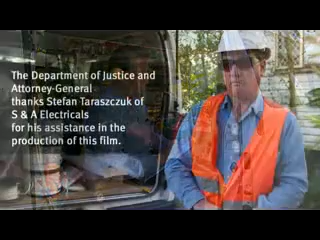 The Department of Justice and
Attorney-General
thanks Stefan Taraszczuk of
S & A Electricals
for his assistance in the
production of this film.